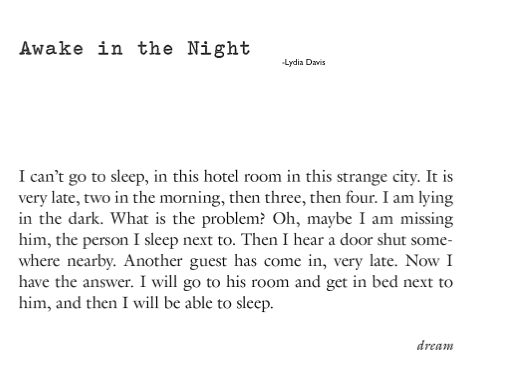 Awake in the Night
-Lydia Davis
I can't go to sleep, in this hotel room in this strange city. It is
very late, two in the morning, then three, then four. I am lying
in the dark. What is the problem? Oh, maybe I am missing
him, the person I sleep next to. Then I hear a door shut some-
where nearby. Another guest has come in, very late. Now I
have the answer. I will go to his room and get in bed next to
him, and then I will be able to sleep.
dream